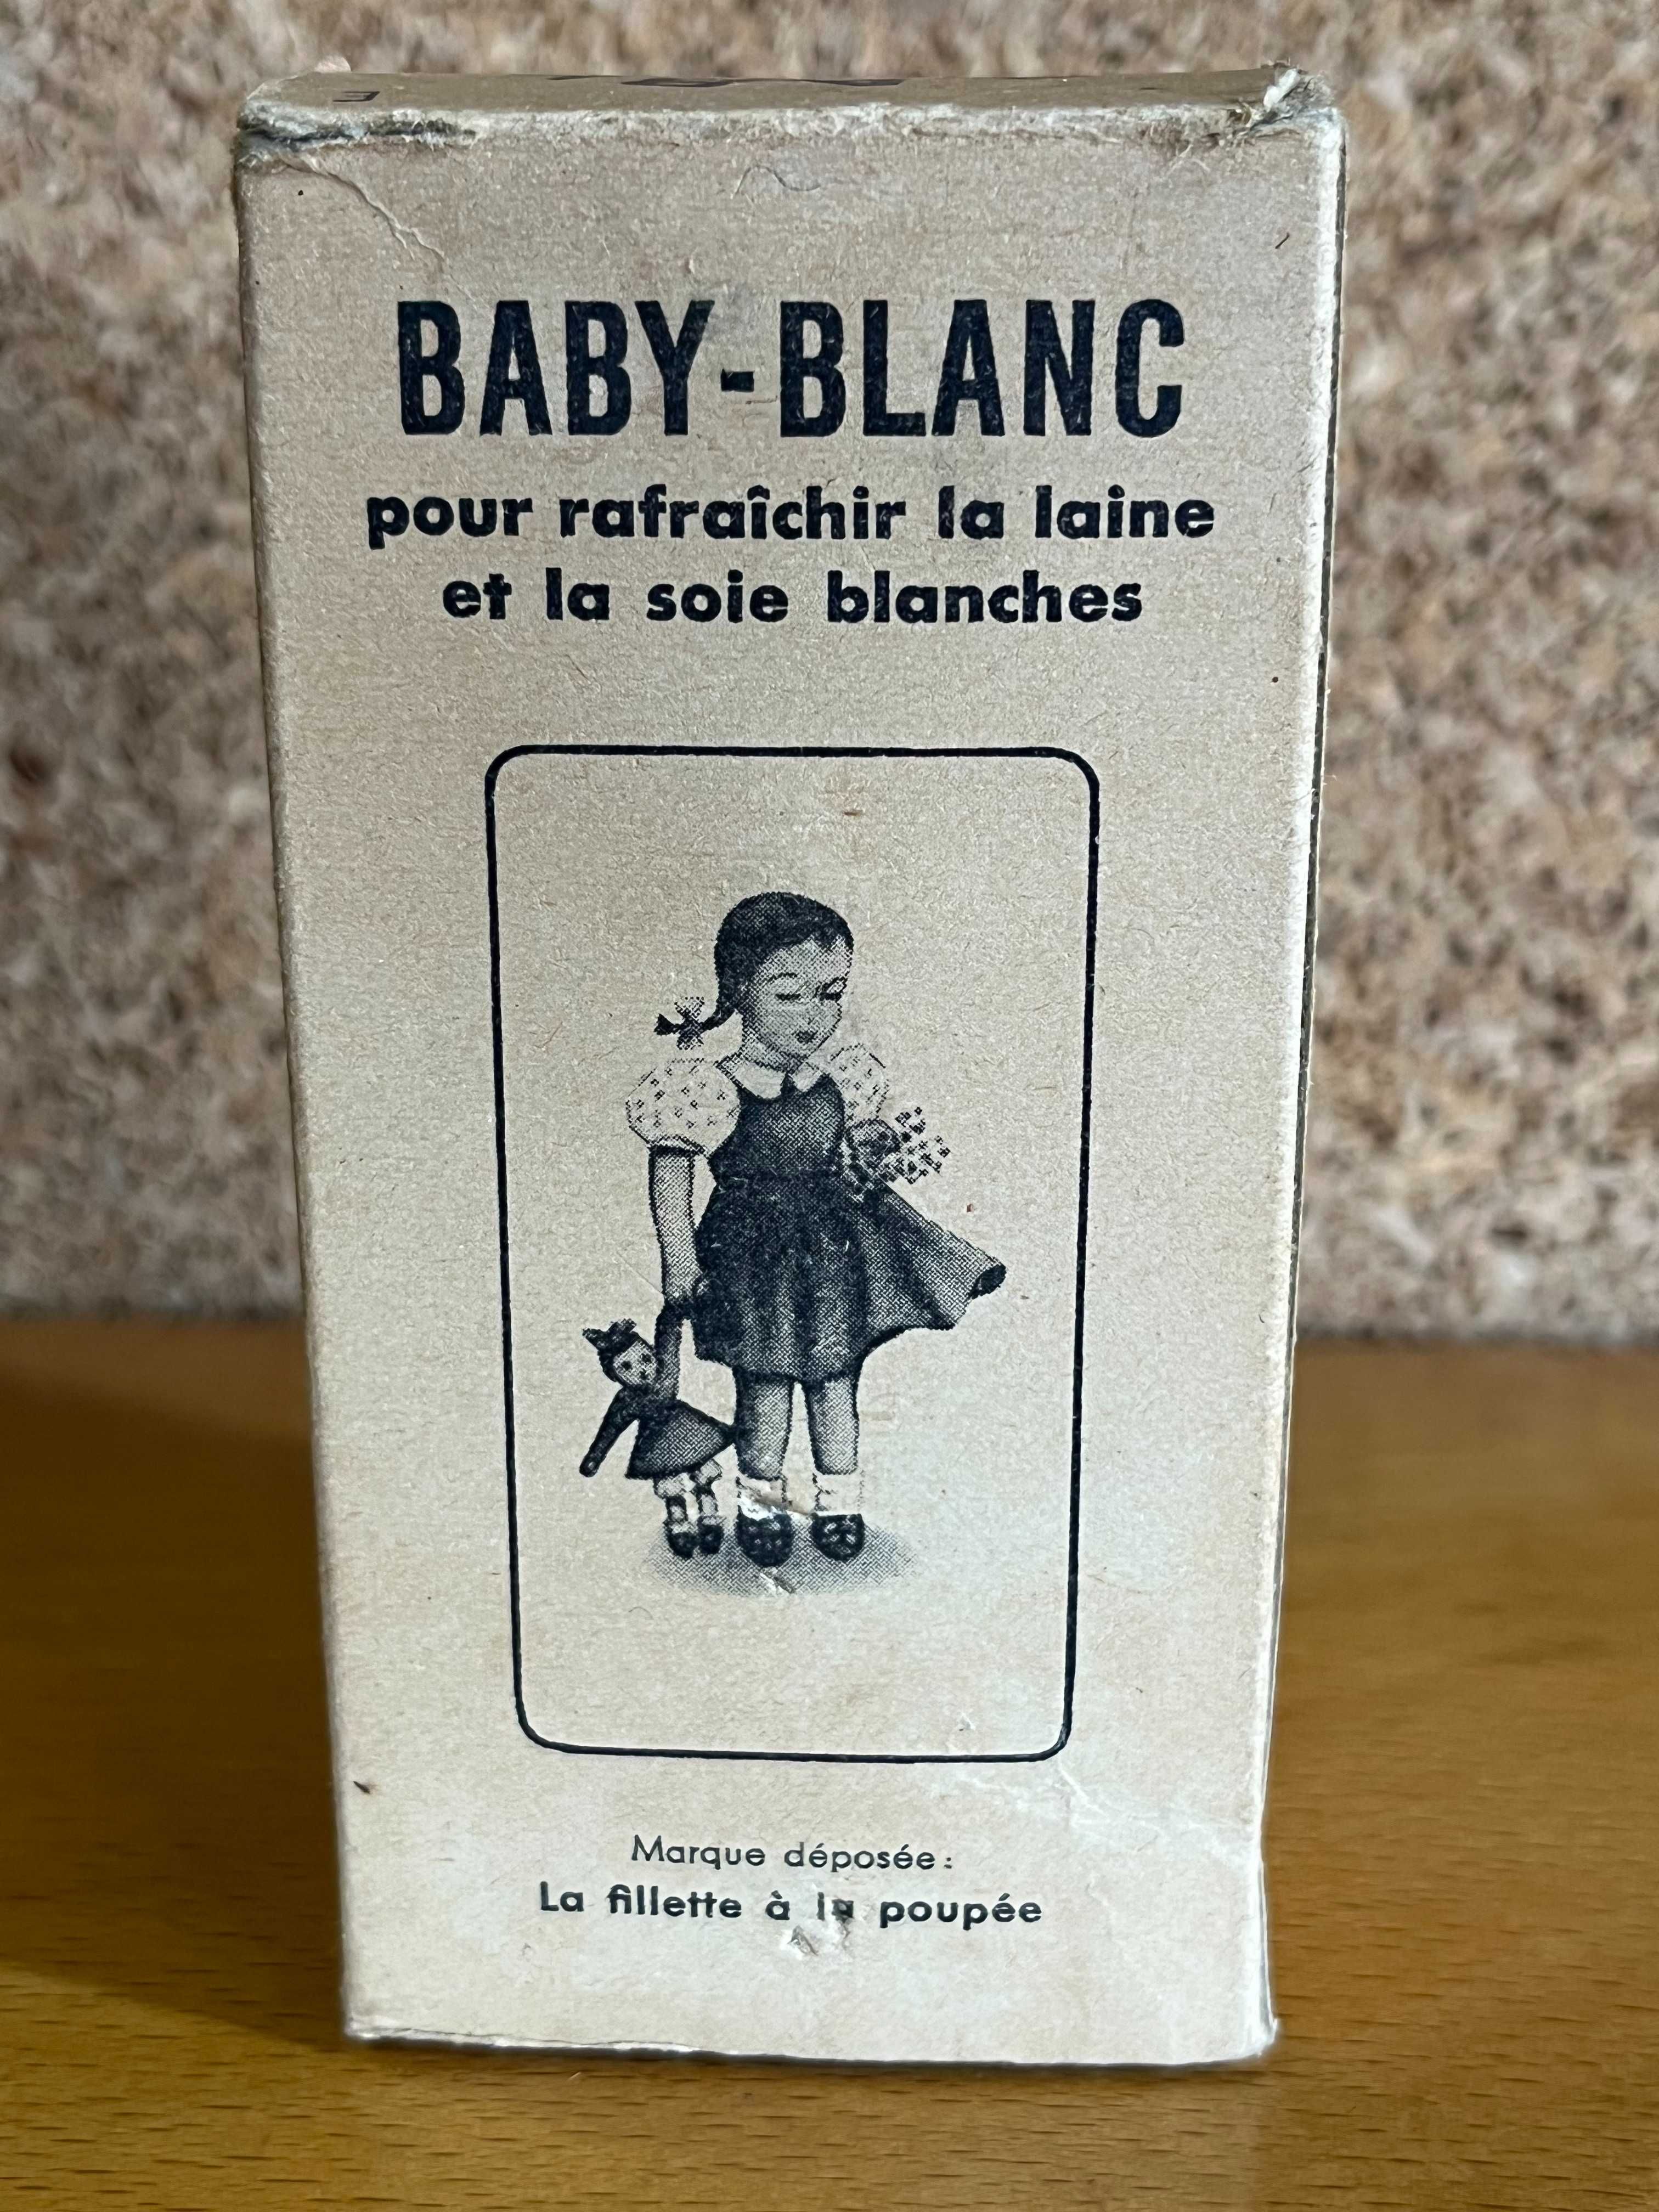 BABY-BLANC
pour rafraîchir la laine
et la soie blanches
Marque déposée:
La fillette à la poupée